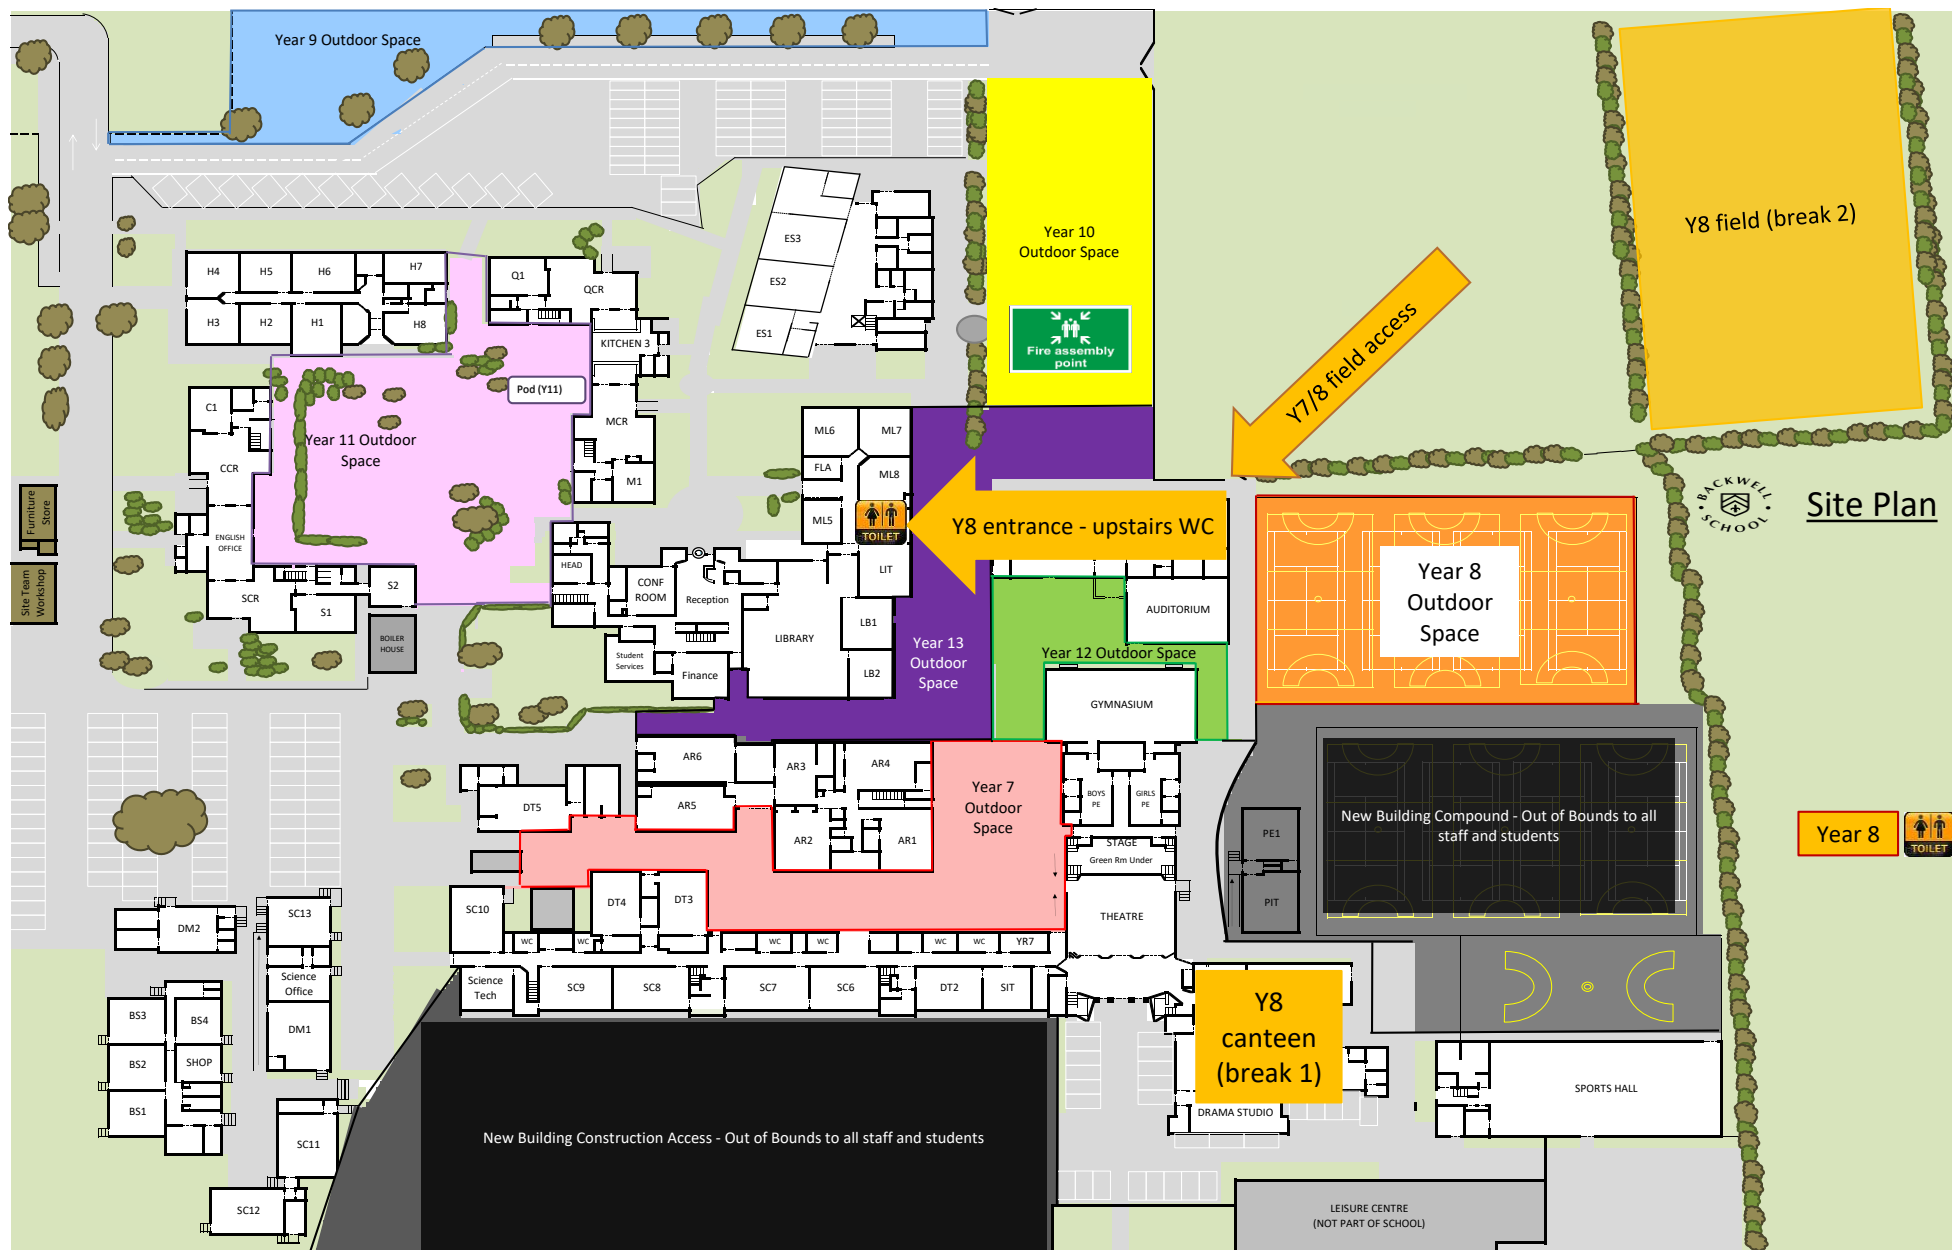 Year 9 Outdoor Space
Y8 field (break 2)
Year 10
Outdoor Space
Fire assembly
point
Y7/8 field access
ES3
ES2
ES1
H4
H5
H6
H7
H3
H2
H1
H8
Q1
QCR
KITCHEN 3
Pod (Y11)
MCR
M1
C1
CCR
Year 11 Outdoor
Space
ENGLISH
OFFICE
SCR
S1
S2
BOILER
HOUSE
Furniture
Store
Site Team
Workshop
ML6
ML7
FLA
ML8
ML5
TOILET
Y8 entrance - upstairs WC
LIT
HEAD
CONF
ROOM
Reception
LIBRARY
LB1
LB2
Student
Services
Finance
Year 13
Outdoor
Space
AUDITORIUM
Year 12 Outdoor Space
GYMNASIUM
Year 8
Outdoor
Space
BACKWELL
SCHOOL
Site Plan
AR6
AR5
AR3
AR4
AR2
AR1
DT5
Year 7
Outdoor
Space
BOYS
PE
GIRLS
PE
STAGE
Green Rm Under
THEATRE
PE1
PIT
New Building Compound - Out of Bounds to all
staff and students
Year 8
TOILET
SC10
DT4
DT3
WC
WC
WC
WC
WC
WC
YR7
Science
Tech
SC9
SC8
SC7
SC6
DT2
SIT
DM2
SC13
Science
Office
DM1
BS3
BS4
BS2
SHOP
BS1
SC11
SC12
Y8
canteen
(break 1)
DRAMA STUDIO
SPORTS HALL
New Building Construction Access - Out of Bounds to all staff and students
LEISURE CENTRE
(NOT PART OF SCHOOL)